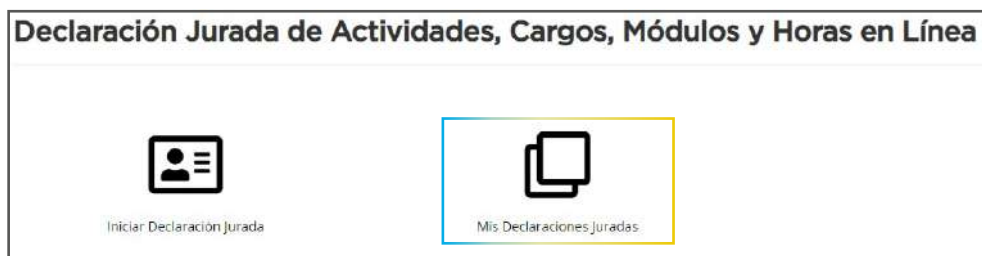 Declaración Jurada de Actividades, Cargos, Módulos y Horas en Línea
Iniciar Declaración Jurada
Mis Declaraciones Juradas